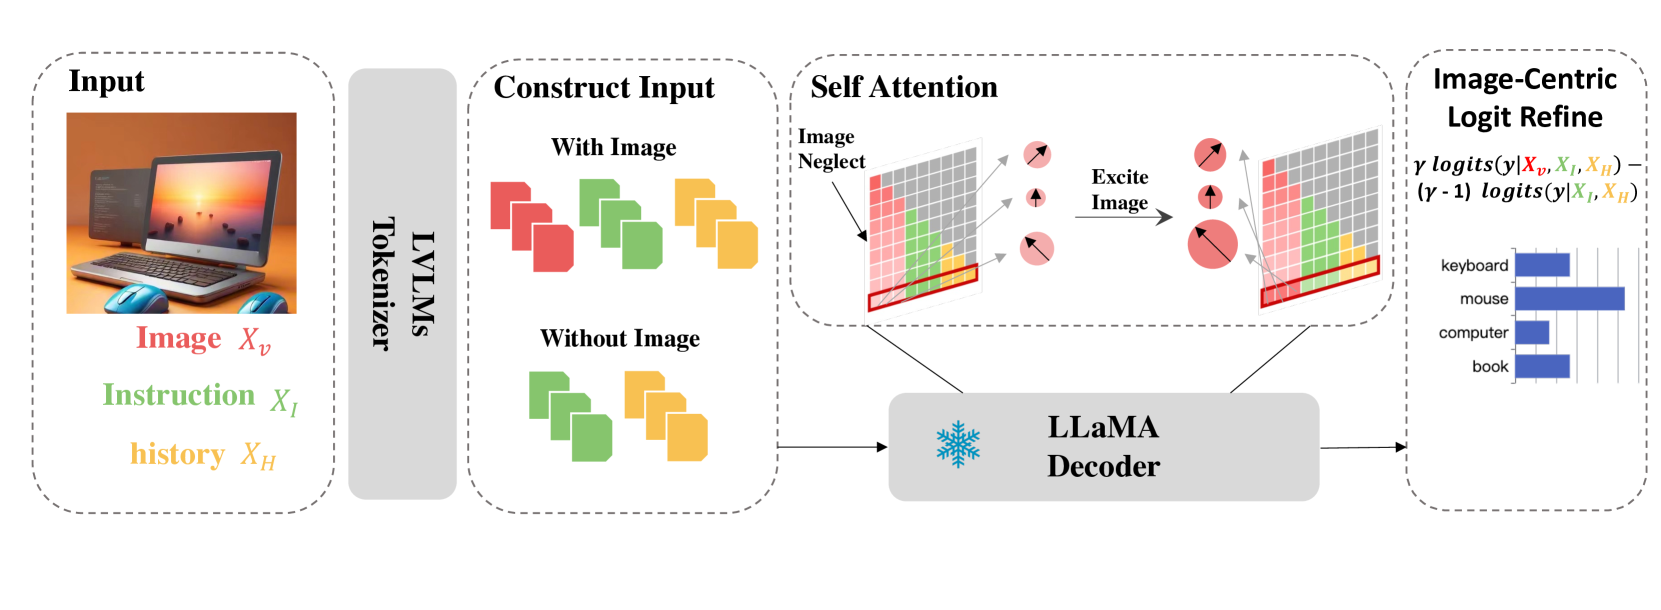 Input
Image X_v
Instruction X_I
history X_H
LVLMs
Tokenizer
Construct Input
With Image
Without Image
Self Attention
Image
Neglect
Excite
Image
LLaMA
Decoder
Image-Centric
Logit Refine
γ logits(y|X_v, X_I, X_H) −
(γ - 1) logits(y|X_I, X_H)
keyboard
mouse
computer
book